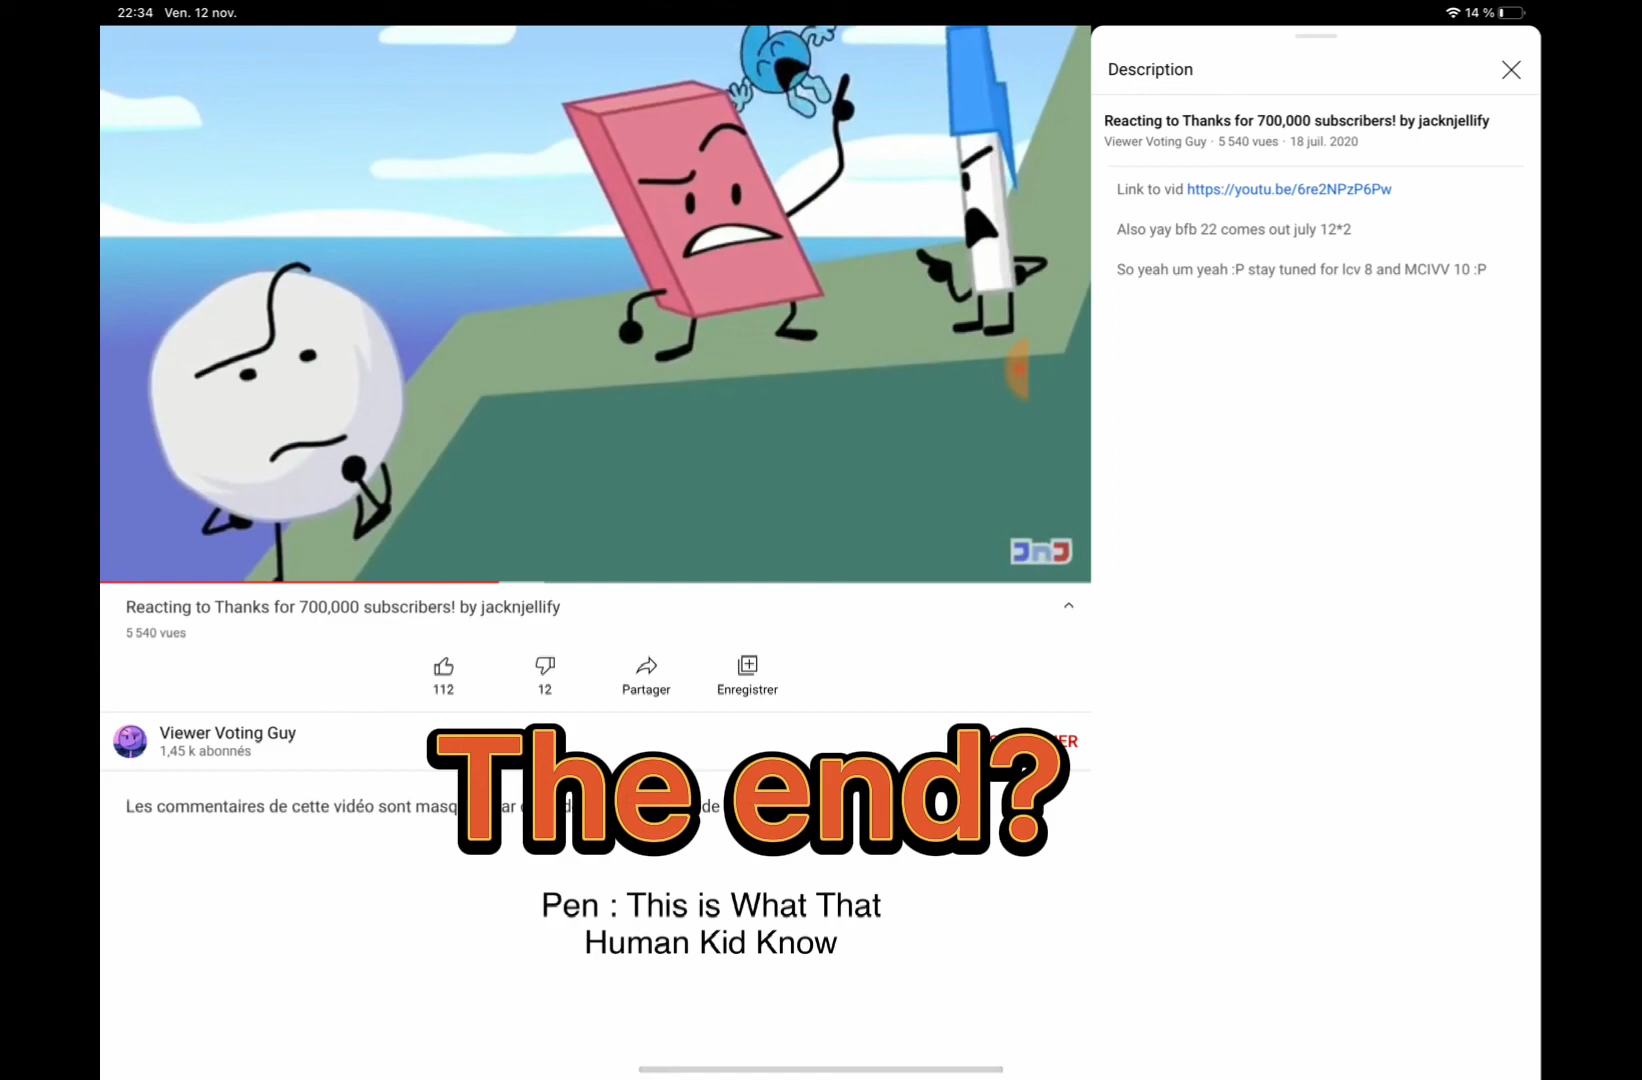 22:34 Ven. 12 nov.
14 %
Description
Reacting to Thanks for 700,000 subscribers! by jacknjellify
Viewer Voting Guy · 5 540 vues · 18 juil. 2020
Link to vid https://youtu.be/6re2NPzP6Pw
Also yay bfb 22 comes out july 12*2
So yeah um yeah :P stay tuned for lcv 8 and MCIVV 10 :P
JnJ
Reacting to Thanks for 700,000 subscribers! by jacknjellify
5 540 vues
112
12
Partager
Enregistrer
Viewer Voting Guy
1,45 k abonnés
Les commentaires de cette vidéo sont
The end?
Pen : This is What That
Human Kid Know